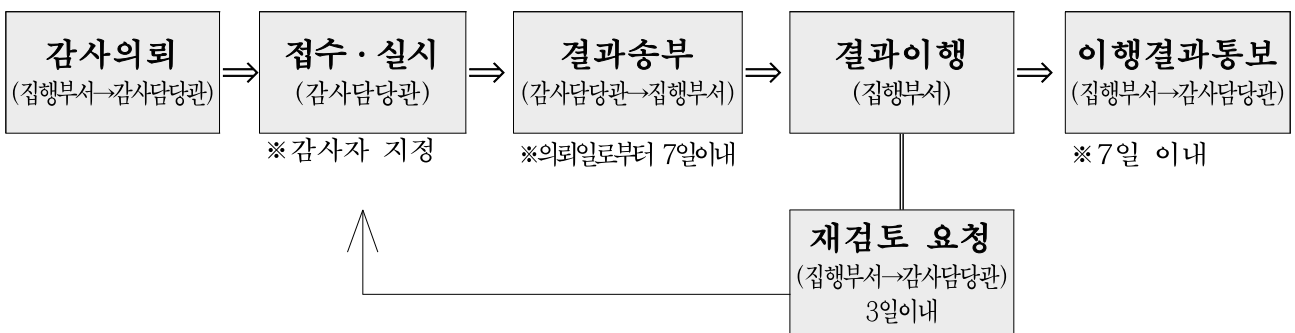 감사의뢰
(집행부서→감사담당관)
⇒
접수 · 실시
(감사담당관)
※감사자 지정
⇒
결과송부
(감사담당관→집행부서)
※의뢰일로부터 7일이내
⇒
결과이행
(집행부서)
⇒
이행결과통보
(집행부서→감사담당관)
※7일 이내
재검토 요청
(집행부서→감사담당관)
3일이내